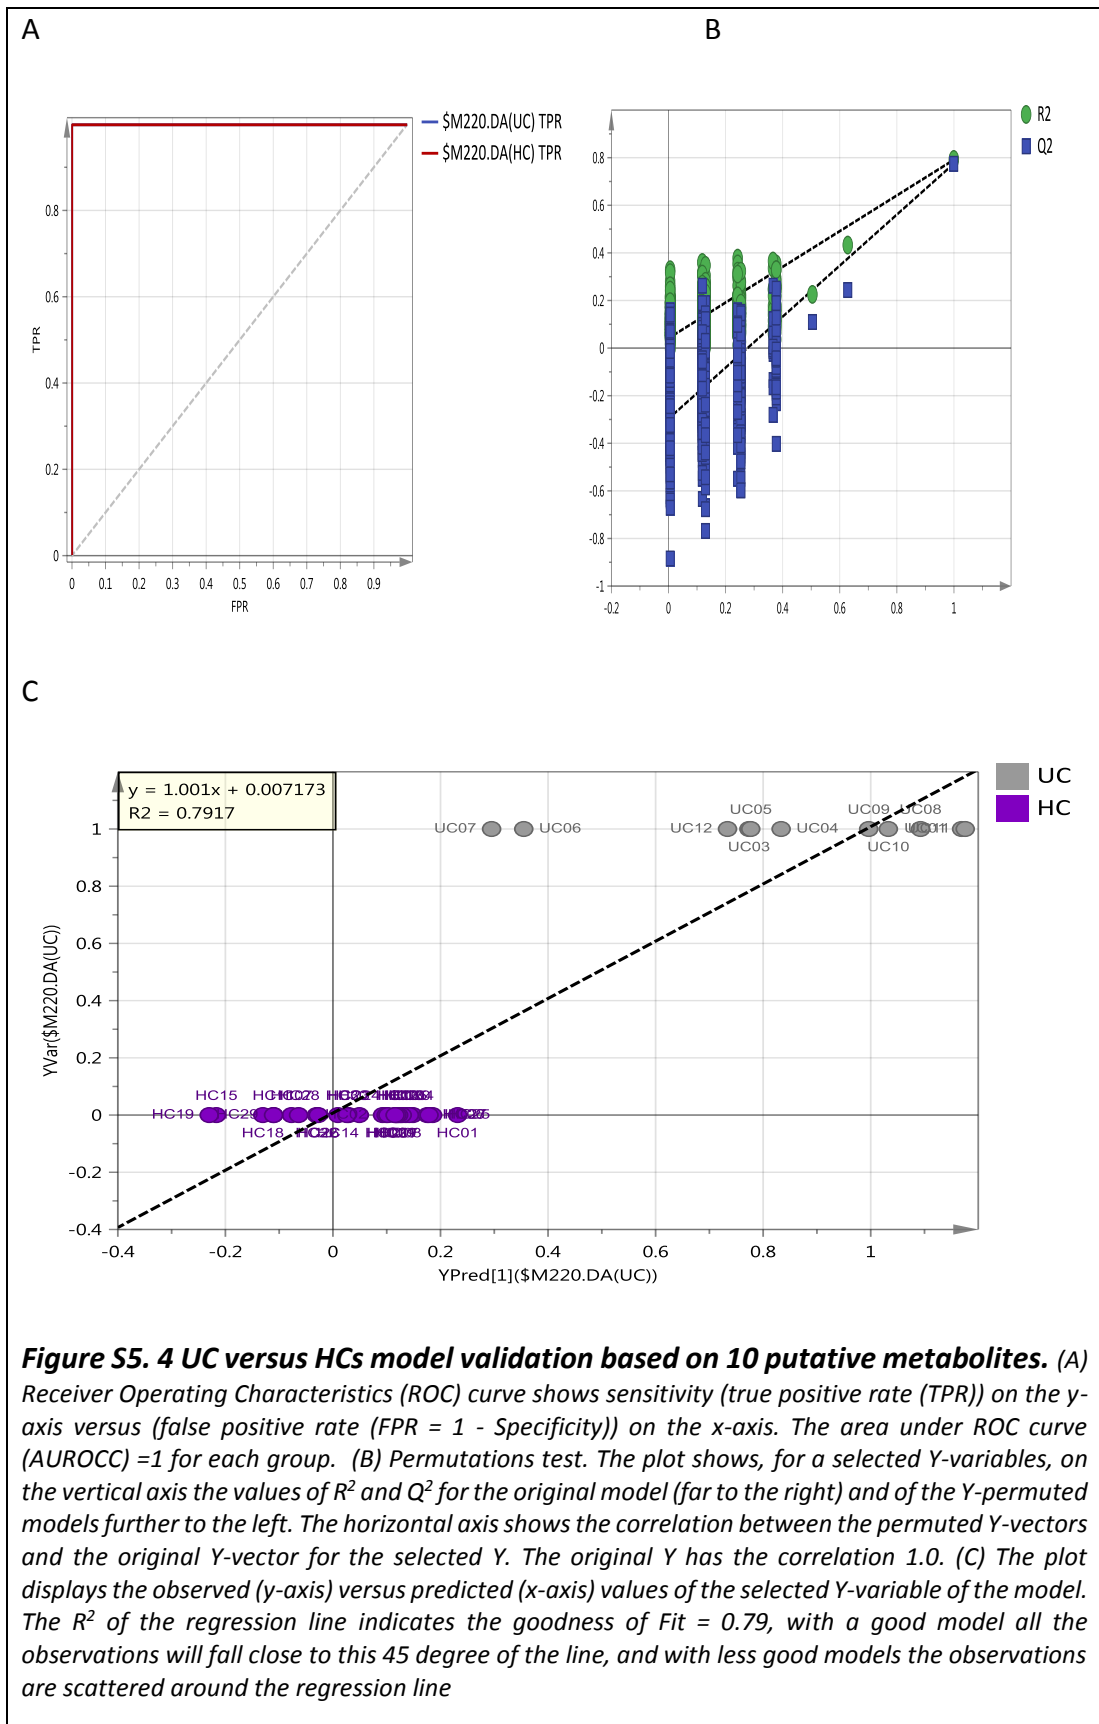 A
B
$M220.DA(UC) TPR
$M220.DA(HC) TPR
TPR
0.8
0.6
0.4
0.2
0
0 0.1 0.2 0.3 0.4 0.5 0.6 0.7 0.8 0.9
FPR
R2
Q2
0.8
0.6
0.4
0.2
0
-0.2
-0.4
-0.6
-0.8
-1
-0.2 0 0.2 0.4 0.6 0.8 1
C
y = 1.001x + 0.007173
R2 = 0.7917
UC
HC
YVar($M220.DA(UC))
1
0.8
0.6
0.4
0.2
0
-0.2
-0.4
UC05 UC09 UC08
UC07 UC06 UC12 UC04
UC03 UC10
HC15
HC19
HC18 HC01
-0.4 -0.2 0 0.2 0.4 0.6 0.8 1
YPred[1]($M220.DA(UC))
Figure S5. 4 UC versus HCs model validation based on 10 putative metabolites. (A)
Receiver Operating Characteristics (ROC) curve shows sensitivity (true positive rate (TPR)) on the y-
axis versus (false positive rate (FPR = 1 - Specificity)) on the x-axis. The area under ROC curve
(AUROCC) =1 for each group. (B) Permutations test. The plot shows, for a selected Y-variables, on
the vertical axis the values of R² and Q² for the original model (far to the right) and of the Y-permuted
models further to the left. The horizontal axis shows the correlation between the permuted Y-vectors
and the original Y-vector for the selected Y. The original Y has the correlation 1.0. (C) The plot
displays the observed (y-axis) versus predicted (x-axis) values of the selected Y-variable of the model.
The R² of the regression line indicates the goodness of Fit = 0.79, with a good model all the
observations will fall close to this 45 degree of the line, and with less good models the observations
are scattered around the regression line